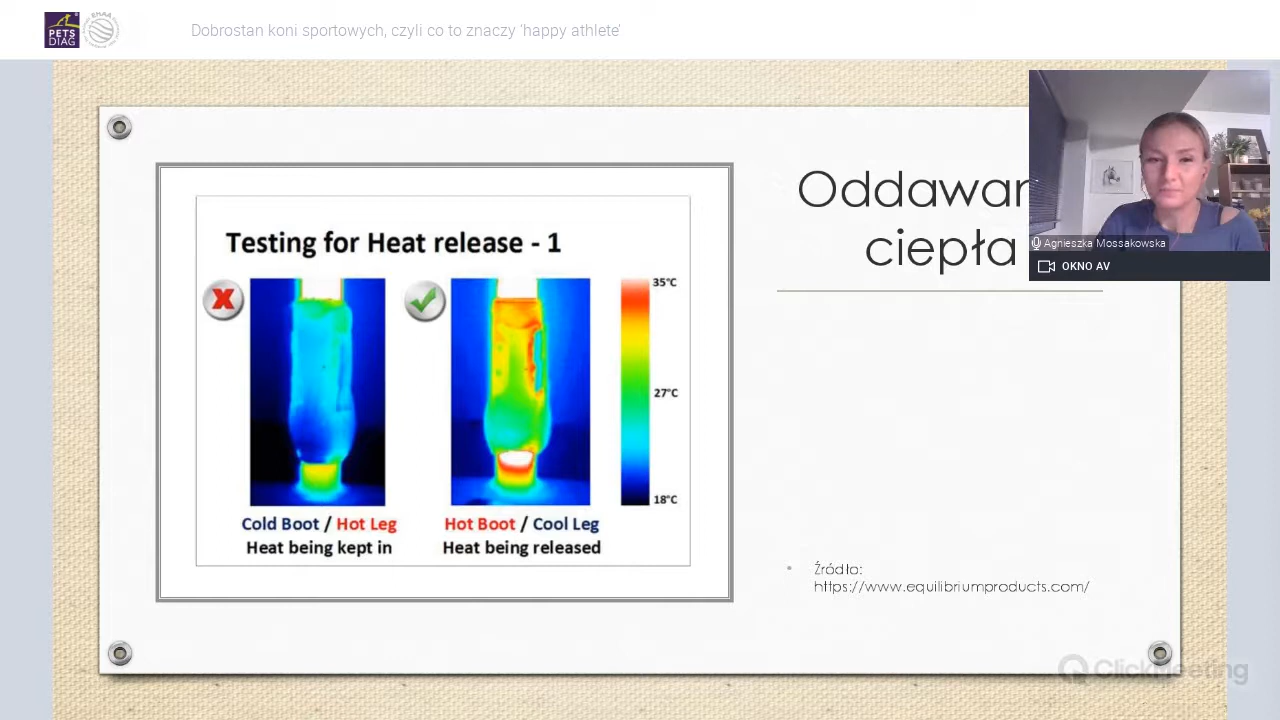 PETS
DIAG
Dobrostan koni sportowych, czyli co to znaczy 'happy athlete'
Testing for Heat release - 1
35°C
27°C
18°C
Cold Boot / Hot Leg
Heat being kept in
Hot Boot / Cool Leg
Heat being released
ciepła
Agnieszka Mossakowska
OKNO AV
Źródło:
https://www.equilibriumproducts.com/
ClickMeeting